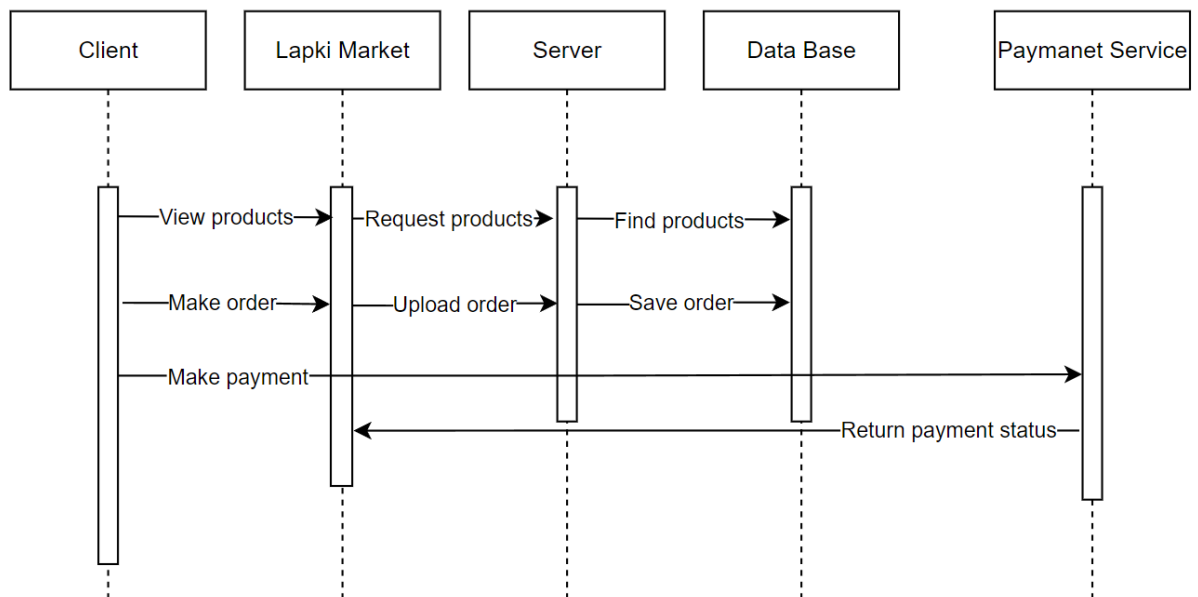 Client
Lapki Market
Server
Data Base
Paymanet Service
View products
Request products
Find products
Make order
Upload order
Save order
Make payment
Return payment status